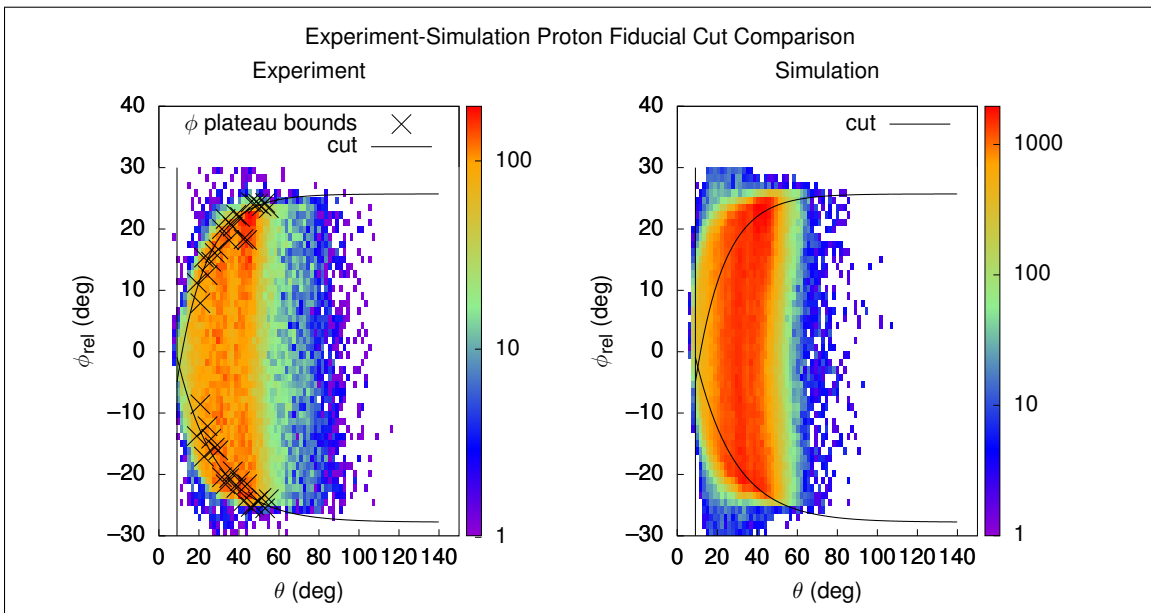 Experiment-Simulation Proton Fiducial Cut Comparison
Experiment
Simulation
ϕ plateau bounds
cut
40
30
20
10
0
−10
−20
−30
0 20 40 60 80 100 120 140
ϕrel (deg)
θ (deg)
100
10
1
cut
40
30
20
10
0
−10
−20
−30
0 20 40 60 80 100 120 140
ϕrel (deg)
θ (deg)
1000
100
10
1